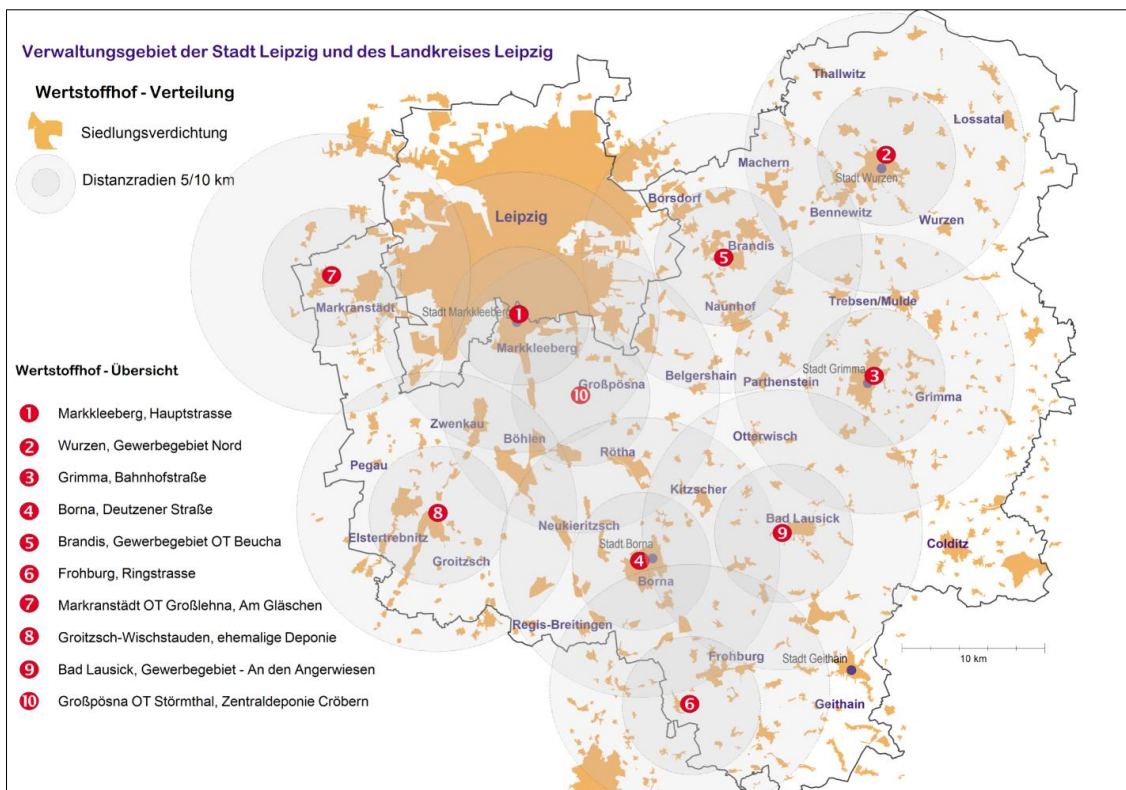 Verwaltungsgebiet der Stadt Leipzig und des Landkreises Leipzig
Wertstoffhof - Verteilung
Siedlungsverdichtung
Distanzradien 5/10 km
Thallwitz
Lossatal
Machern
2
Stadt Wurzen
Borsdorf
Bennewitz
Wurzen
Leipzig
Brandis
5
7
Markranstädt
Naunhof
Trebsen/Mulde
Stadt Markkleeberg
1
Markkleeberg
Stadt Grimma
3
Großpösna
10
Belgershain
Parthenstein
Grimma
Zwenkau
Böhlen
Otterwisch
Rötha
Pegau
Kitzscher
8
Neukieritzsch
Bad Lausick
9
Elstertrebnitz
Stadt Borna
Colditz
Groitzsch
4
Borna
Regis-Breitingen
Frohburg
Stadt Geithain
10 km
6
Geithain
Wertstoffhof - Übersicht
1 Markkleeberg, Hauptstrasse
2 Wurzen, Gewerbegebiet Nord
3 Grimma, Bahnhofstraße
4 Borna, Deutzener Straße
5 Brandis, Gewerbegebiet OT Beucha
6 Frohburg, Ringstrasse
7 Markranstädt OT Großlehna, Am Gläschen
8 Groitzsch-Wischstauden, ehemalige Deponie
9 Bad Lausick, Gewerbegebiet - An den Angerwiesen
10 Großpösna OT Störmthal, Zentraldeponie Cröbern